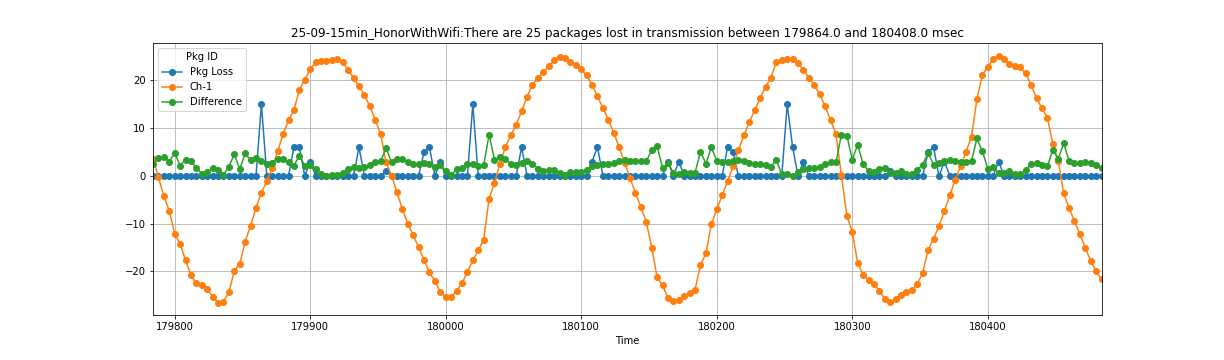 25-09-15min_HonorWithWifi:There are 25 packages lost in transmission between 179864.0 and 180408.0 msec
Pkg ID
Pkg Loss
Ch-1
Difference
20
10
0
−10
−20
179800 179900 180000 180100 180200 180300 180400
Time